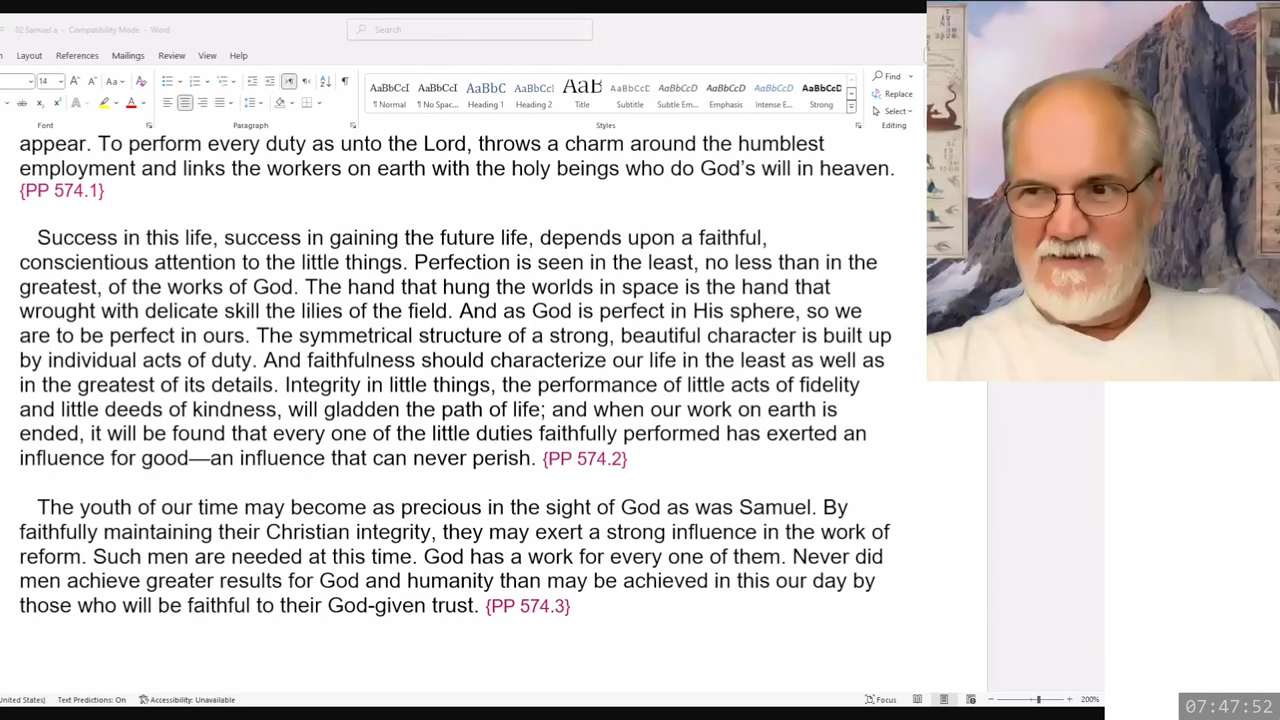 02 Samuel a - Compatibility Mode - Word
Search
Layout References Mailings Review View Help
14
Find
Replace
Select
AaBbCcI AaBbCcI AaBbC AaBbCcI AaB AaBbCcD AaBbCcD AaBbCcD AaBbCcD AaBbCcD
¶ Normal ¶ No Spac... Heading 1 Heading 2 Title Subtitle Subtle Em... Emphasis Intense E... Strong
Font Paragraph Styles Editing
appear. To perform every duty as unto the Lord, throws a charm around the humblest
employment and links the workers on earth with the holy beings who do God's will in heaven.
{PP 574.1}
Success in this life, success in gaining the future life, depends upon a faithful,
conscientious attention to the little things. Perfection is seen in the least, no less than in the
greatest, of the works of God. The hand that hung the worlds in space is the hand that
wrought with delicate skill the lilies of the field. And as God is perfect in His sphere, so we
are to be perfect in ours. The symmetrical structure of a strong, beautiful character is built up
by individual acts of duty. And faithfulness should characterize our life in the least as well as
in the greatest of its details. Integrity in little things, the performance of little acts of fidelity
and little deeds of kindness, will gladden the path of life; and when our work on earth is
ended, it will be found that every one of the little duties faithfully performed has exerted an
influence for good—an influence that can never perish. {PP 574.2}
The youth of our time may become as precious in the sight of God as was Samuel. By
faithfully maintaining their Christian integrity, they may exert a strong influence in the work of
reform. Such men are needed at this time. God has a work for every one of them. Never did
men achieve greater results for God and humanity than may be achieved in this our day by
those who will be faithful to their God-given trust. {PP 574.3}
United States) Text Predictions: On Accessibility: Unavailable Focus 200%
07:47:52